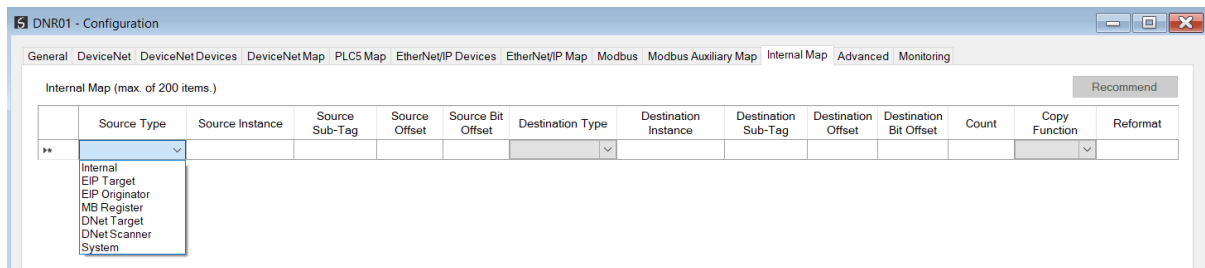 DNR01 - Configuration
General DeviceNet DeviceNet Devices DeviceNet Map PLC5 Map EtherNet/IP Devices EtherNet/IP Map Modbus Modbus Auxiliary Map Internal Map Advanced Monitoring
Internal Map (max. of 200 items.)
Recommend
Source Type Source Instance Source Sub-Tag Source Offset Source Bit Offset Destination Type Destination Instance Destination Sub-Tag Destination Offset Destination Bit Offset Count Copy Function Reformat
Internal
EIP Target
EIP Originator
MB Register
DNet Target
DNet Scanner
System